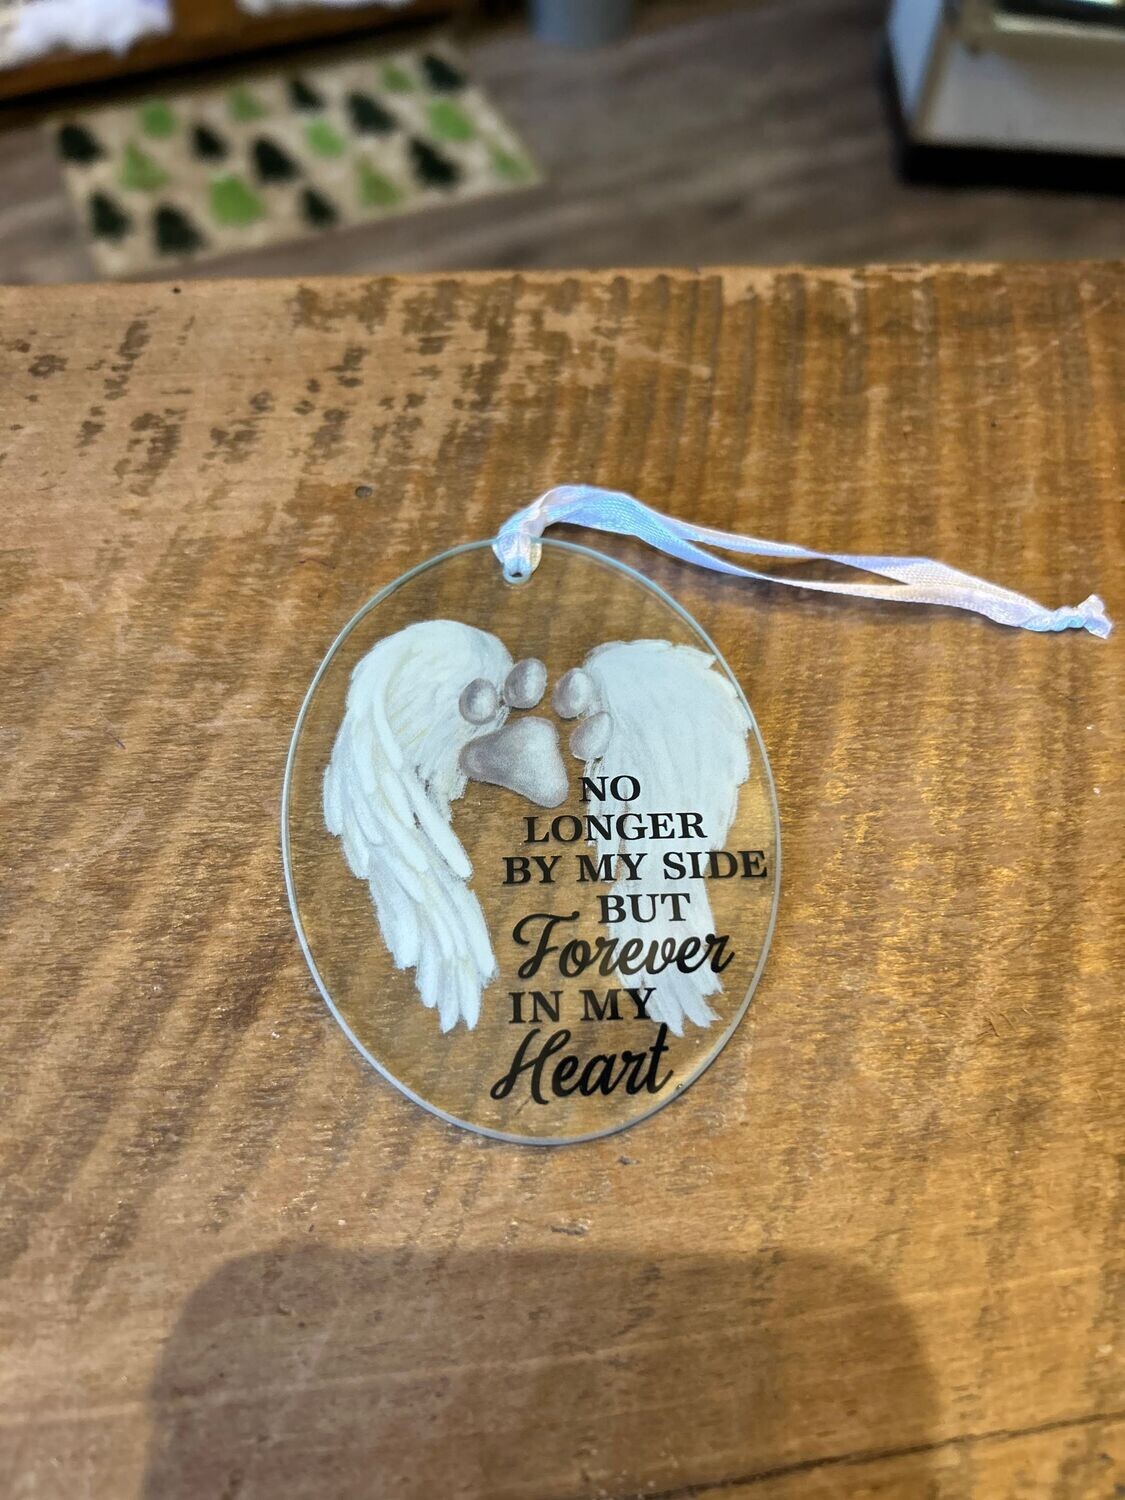 NO
LONGER
BY MY SIDE
BUT
Forever
IN MY
Heart